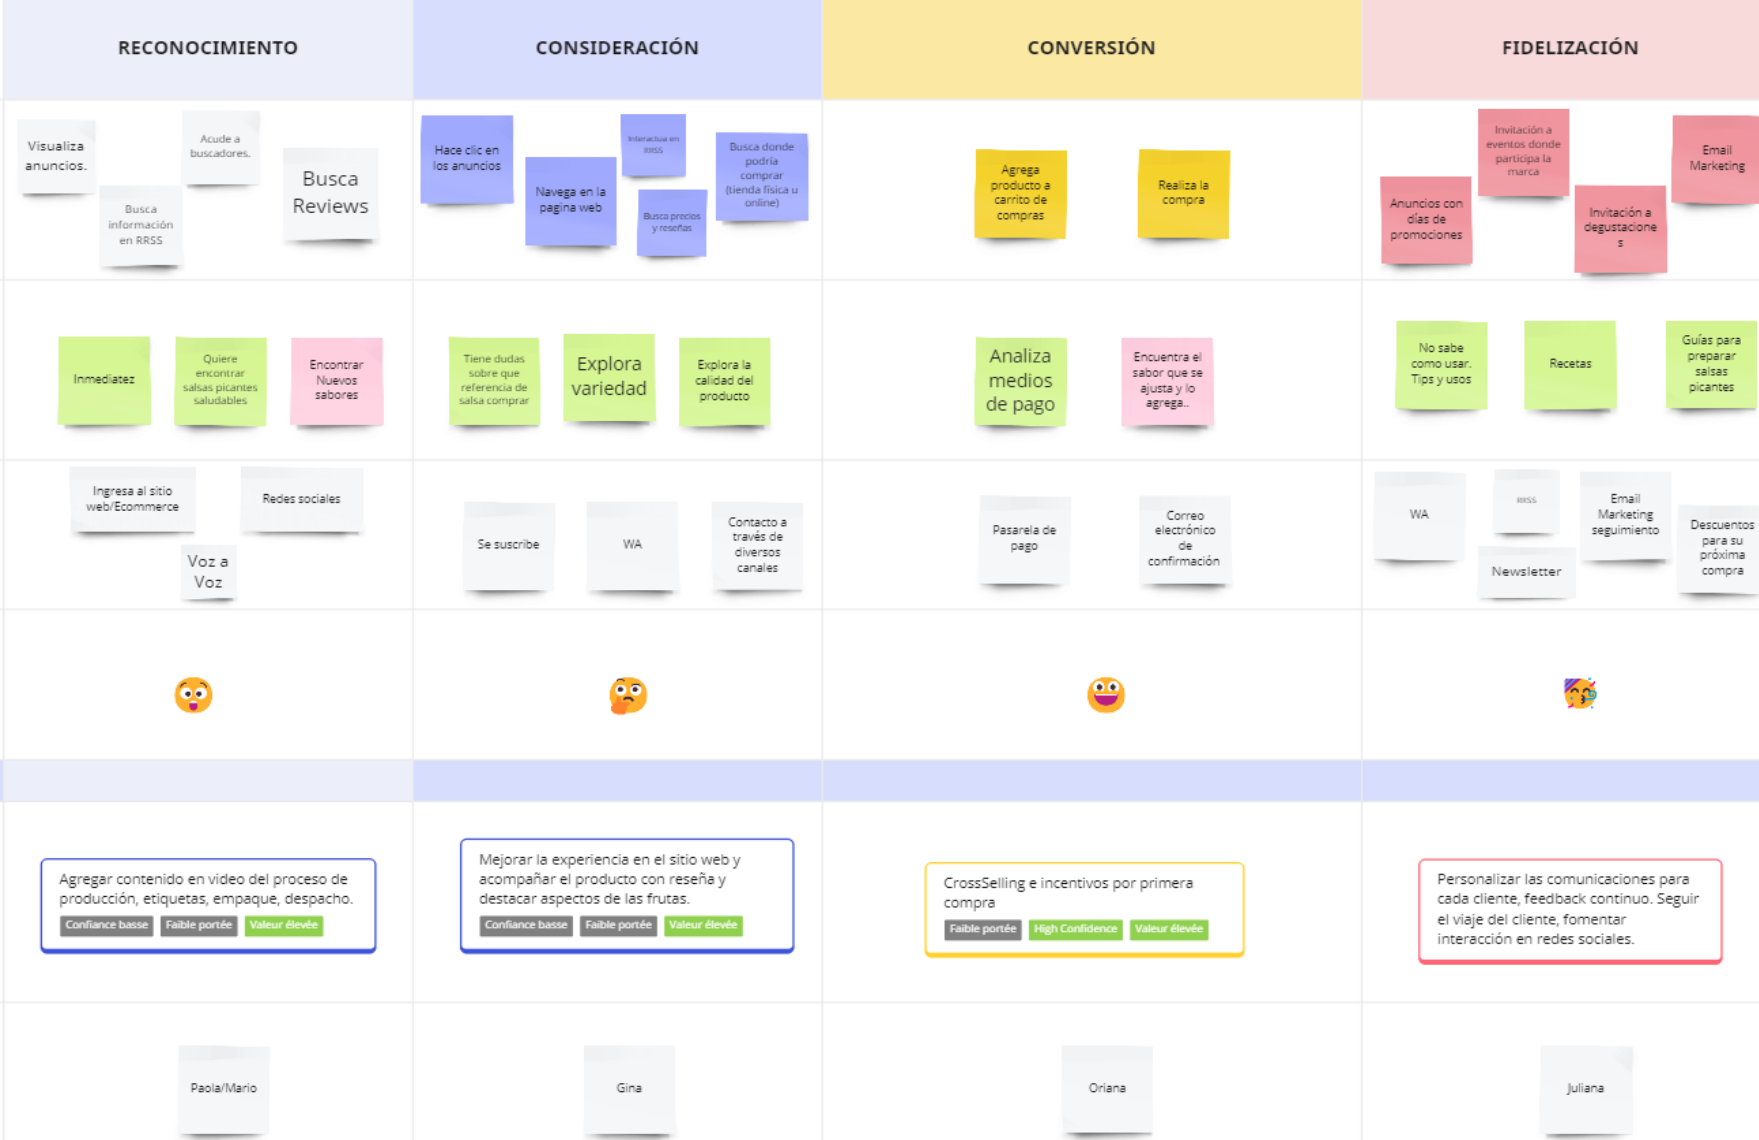 RECONOCIMIENTO
CONSIDERACIÓN
CONVERSIÓN
FIDELIZACIÓN
Visualiza
anuncios.
Acude a
buscadores.
Busca
información
en RRSS
Busca
Reviews
Hace clic en
los anuncios
Navega en la
pagina web
Interactua en
RRSS
Busca precios
y reseñas
Busca donde
podría
comprar
(tienda física u
online)
Agrega
producto a
carrito de
compras
Realiza la
compra
Anuncios con
días de
promociones
Invitación a
eventos donde
participa la
marca
Invitación a
degustacione
s
Email
Marketing
Inmediatez
Quiere
encontrar
salsas picantes
saludables
Encontrar
Nuevos
sabores
Tiene dudas
sobre que
referencia de
salsa comprar
Explora
variedad
Explora la
calidad del
producto
Analiza
medios
de pago
Encuentra el
sabor que se
ajusta y lo
agrega..
No sabe
como usar.
Tips y usos
Recetas
Guías para
preparar
salsas
picantes
Ingresa al sitio
web/Ecommerce
Redes sociales
Voz a
Voz
Se suscribe
WA
Contacto a
través de
diversos
canales
Pasarela de
pago
Correo
electrónico
de
confirmación
WA
RRSS
Newsletter
Email
Marketing
seguimiento
Descuentos
para su
próxima
compra
Agregar contenido en video del proceso de
producción, etiquetas, empaque, despacho.
Confiance basse
Faible portée
Valeur élevée
Mejorar la experiencia en el sitio web y
acompañar el producto con reseña y
destacar aspectos de las frutas.
Confiance basse
Faible portée
Valeur élevée
CrossSelling e incentivos por primera
compra
Faible portée
High Confidence
Valeur élevée
Personalizar las comunicaciones para
cada cliente, feedback continuo. Seguir
el viaje del cliente, fomentar
interacción en redes sociales.
Paola/Mario
Gina
Oriana
Juliana